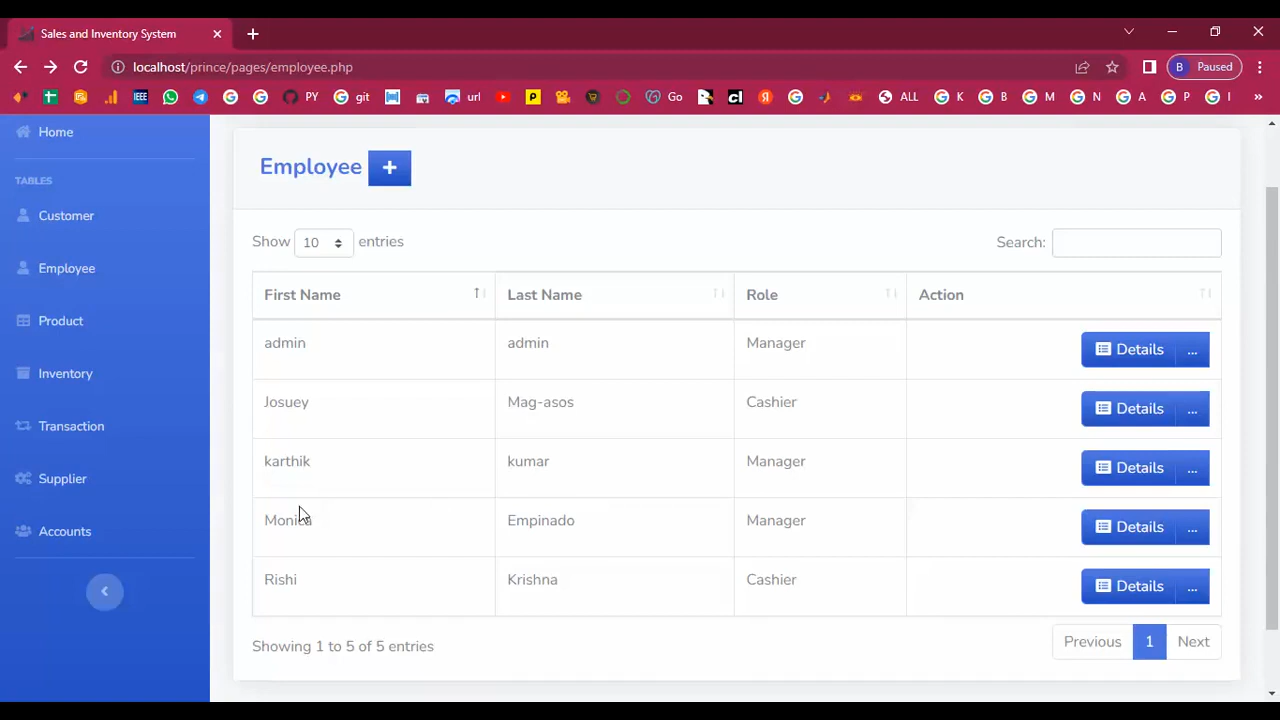 Sales and Inventory System
localhost/prince/pages/employee.php
B Paused
IEEE PY git url Go ALL K B M N A P I »
Home
TABLES
Customer
Employee
Product
Inventory
Transaction
Supplier
Accounts
Employee +
Show 10 entries
Search:
First Name Last Name Role Action
admin admin Manager Details ...
Josuey Mag-asos Cashier Details ...
karthik kumar Manager Details ...
Empinado Manager Details ...
Rishi Krishna Cashier Details ...
Showing 1 to 5 of 5 entries
Previous 1 Next